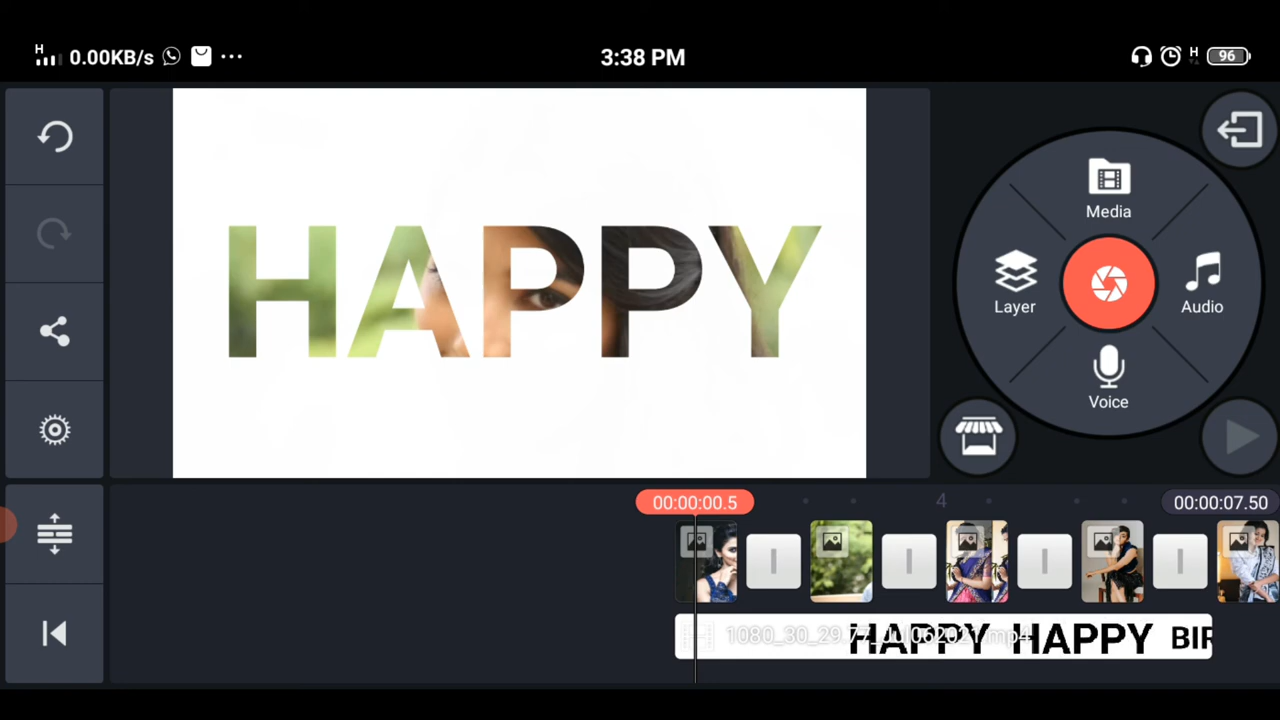 H 0.00KB/s ... 3:38 PM H 96
HAPPY
Media
Layer
Audio
Voice
00:00:00.5 4 00:00:07.50
HAPPY HAPPY BIR